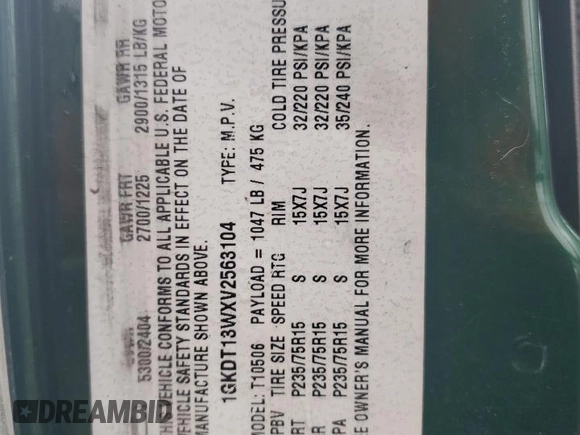 GAWR FRT GAWR RR
5300/2404 2700/1225 2900/1315 LB/KG
VEHICLE CONFORMS TO ALL APPLICABLE U.S. FEDERAL MOTO
VEHICLE SAFETY STANDARDS IN EFFECT ON THE DATE OF
MANUFACTURE SHOWN ABOVE.
1GKDT13WXV2563104 TYPE: M.P.V.
MODEL: T10506 PAYLOAD = 1047 LB / 475 KG
PBV TIRE SIZE SPEED RTG RIM COLD TIRE PRESSU
RT P235/75R15 S 15X7J 32/220 PSI/KPA
R P235/75R15 S 15X7J 32/220 PSI/KPA
PA P235/75R15 S 15X7J 35/240 PSI/KPA
E OWNER'S MANUAL FOR MORE INFORMATION.
DREAMBID